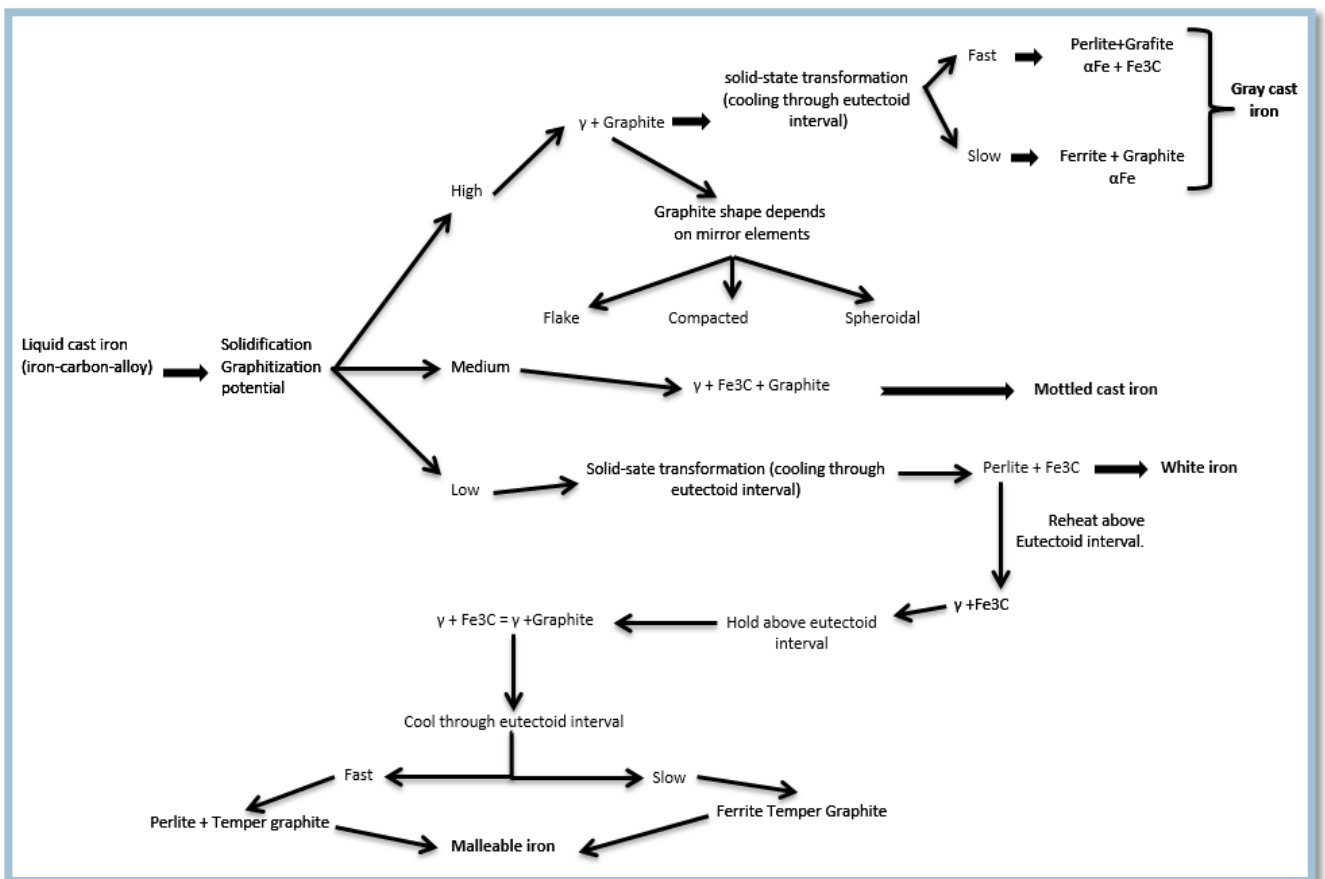 Fast
Perlite+Grafite
αFe + Fe3C
solid-state transformation
(cooling through eutectoid
interval)
Gray cast
iron
γ + Graphite
Slow
Ferrite + Graphite
αFe
High
Graphite shape depends
on mirror elements
Flake
Compacted
Spheroidal
Liquid cast iron
(iron-carbon-alloy)
Solidification
Graphitization
potential
Medium
γ + Fe3C + Graphite
Mottled cast iron
Low
Solid-sate transformation (cooling through
eutectoid interval)
Perlite + Fe3C
White iron
Reheat above
Eutectoid interval.
γ +Fe3C
Hold above eutectoid
interval
γ + Fe3C = γ +Graphite
Cool through eutectoid interval
Fast
Slow
Perlite + Temper graphite
Ferrite Temper Graphite
Malleable iron